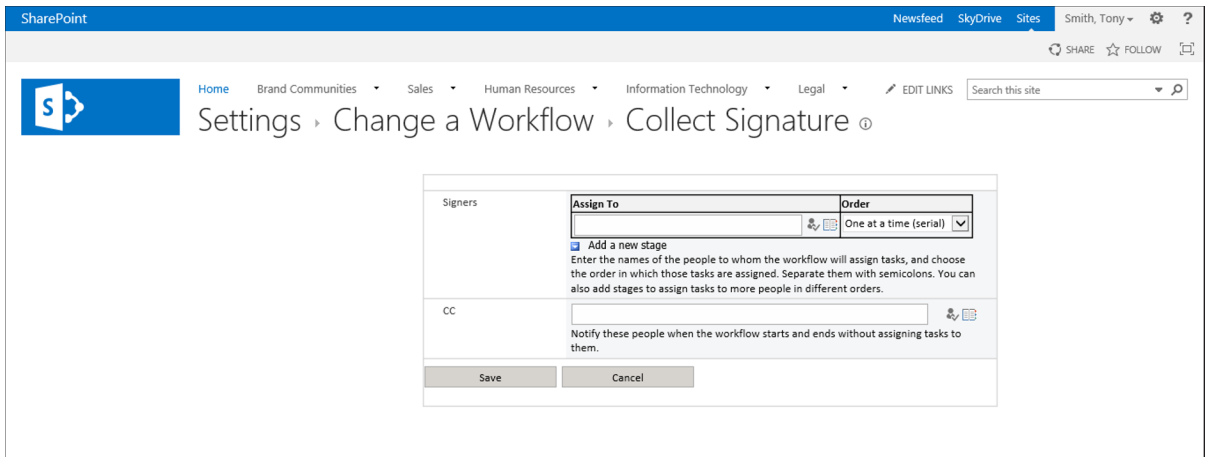 SharePoint
Newsfeed SkyDrive Sites Smith, Tony ?
SHARE FOLLOW
S
Home Brand Communities Sales Human Resources Information Technology Legal EDIT LINKS Search this site
Settings Change a Workflow Collect Signature
Signers
Assign To Order
One at a time (serial)
Add a new stage
Enter the names of the people to whom the workflow will assign tasks, and choose
the order in which those tasks are assigned. Separate them with semicolons. You can
also add stages to assign tasks to more people in different orders.
CC
Notify these people when the workflow starts and ends without assigning tasks to
them.
Save Cancel